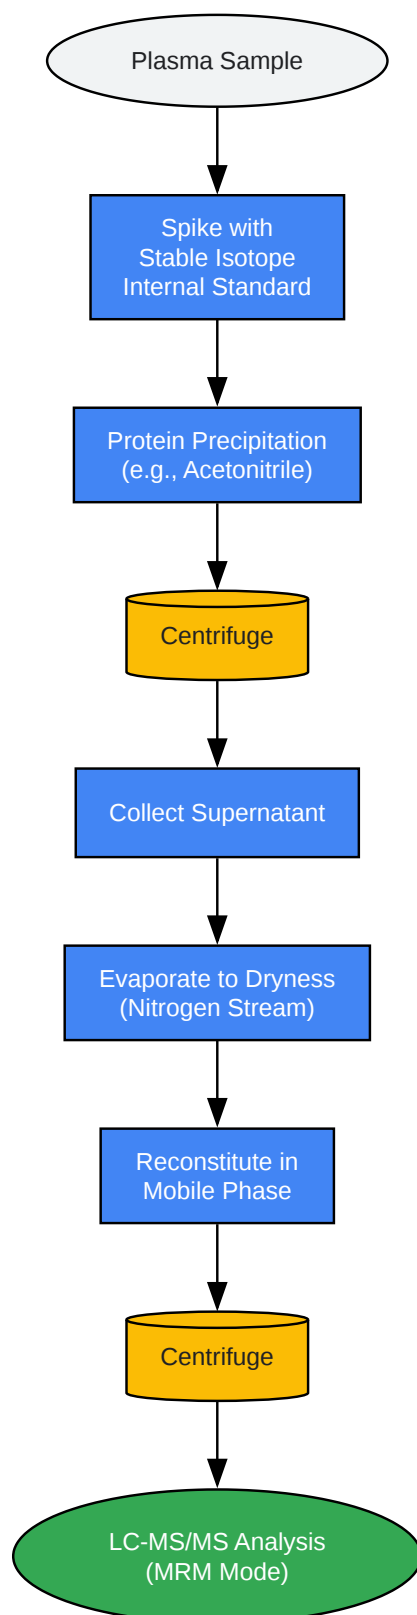 Plasma Sample
Spike with
Stable Isotope
Internal Standard
Protein Precipitation
(e.g., Acetonitrile)
Centrifuge
Collect Supernatant
Evaporate to Dryness
(Nitrogen Stream)
Reconstitute in
Mobile Phase
Centrifuge
LC-MS/MS Analysis
(MRM Mode)